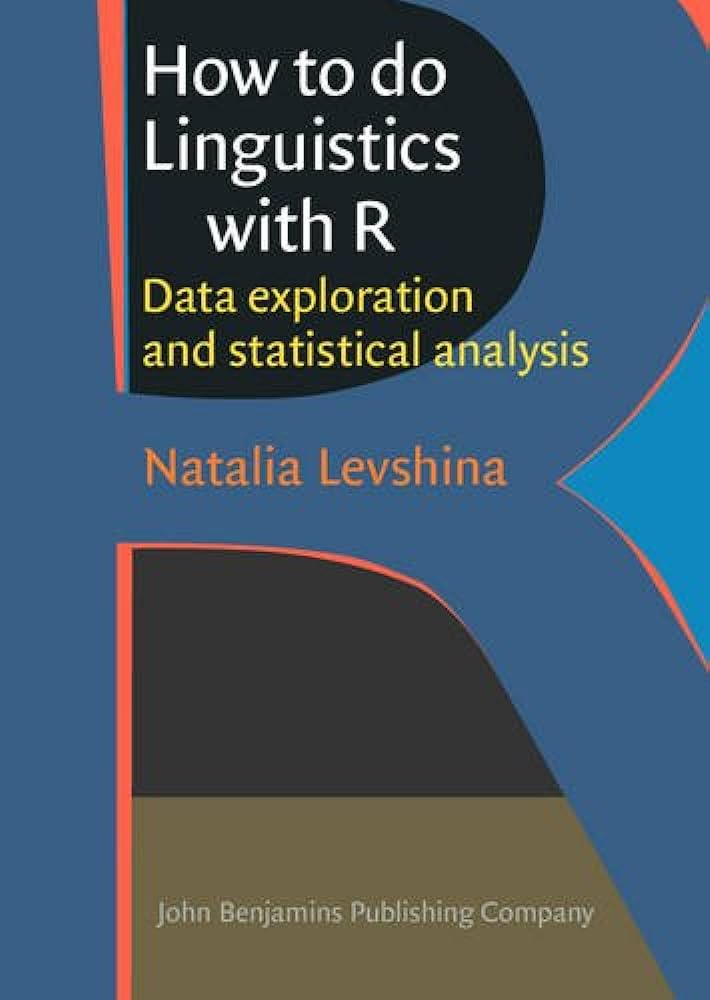 How to do
Linguistics
with R
Data exploration
and statistical analysis
Natalia Levshina
John Benjamins Publishing Company